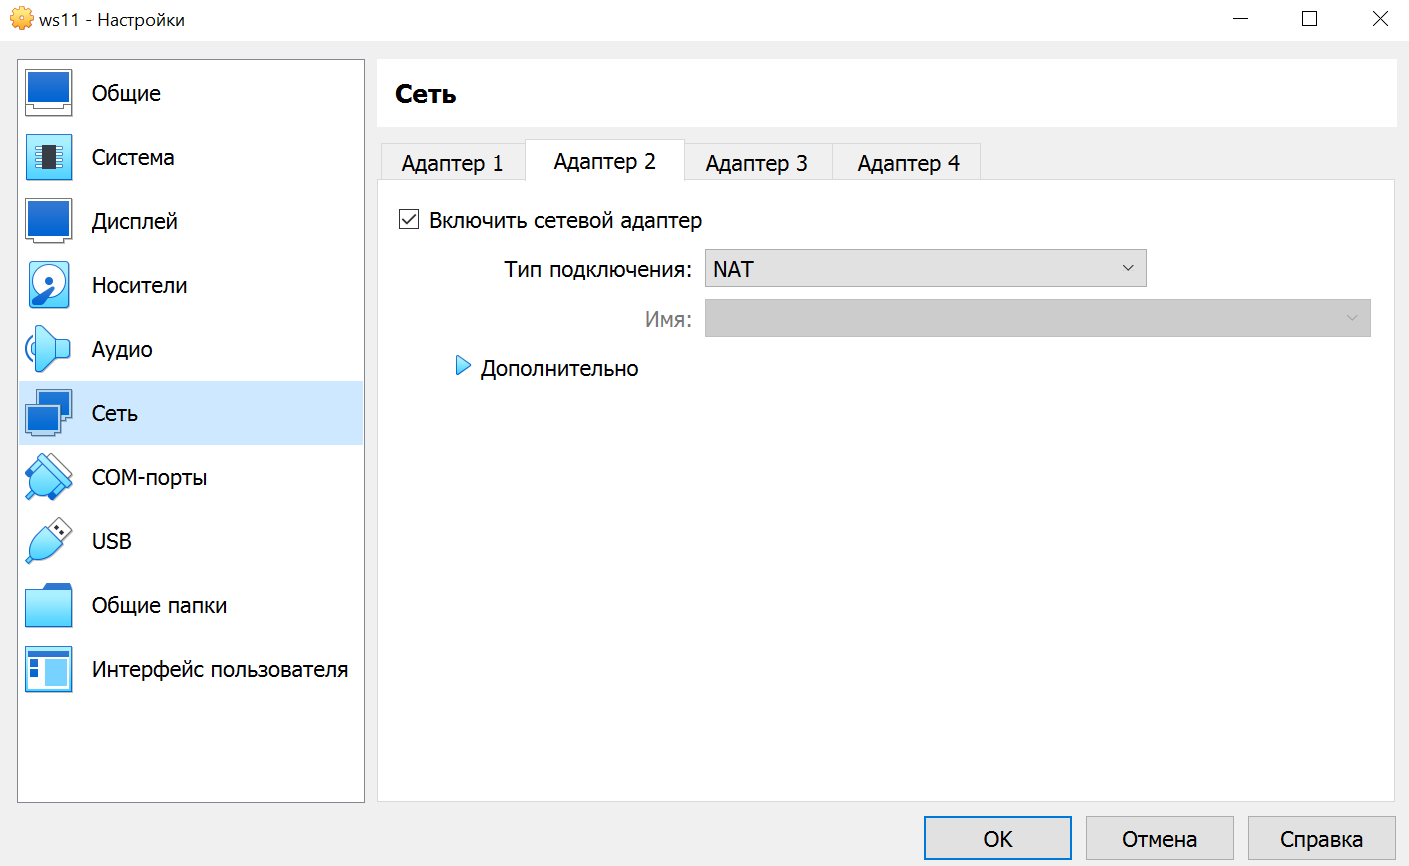 ws11 - Настройки
Общие
Система
Дисплей
Носители
Аудио
Сеть
COM-порты
USB
Общие папки
Интерфейс пользователя
Сеть
Адаптер 1
Адаптер 2
Адаптер 3
Адаптер 4
Включить сетевой адаптер
Тип подключения: NAT
Имя:
Дополнительно
OK
Отмена
Справка